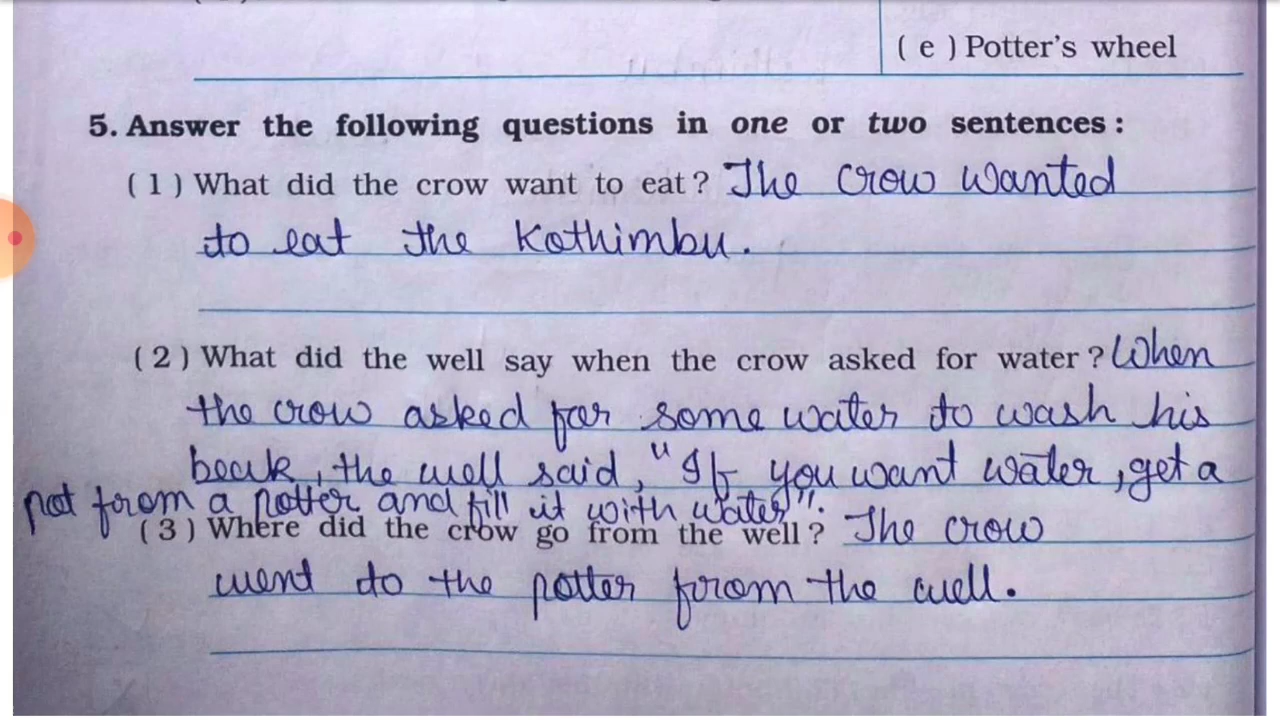 ( e ) Potter's wheel
5. Answer the following questions in one or two sentences :
( 1 ) What did the crow want to eat ? The crow wanted
to eat the Kothimbu.
( 2 ) What did the well say when the crow asked for water ? When
the crow asked for some water to wash his
beak, the well said, "If you want water, get a
pot from a potter and fill it with water".
( 3 ) Where did the crow go from the well ? The crow
went to the potter from the well.